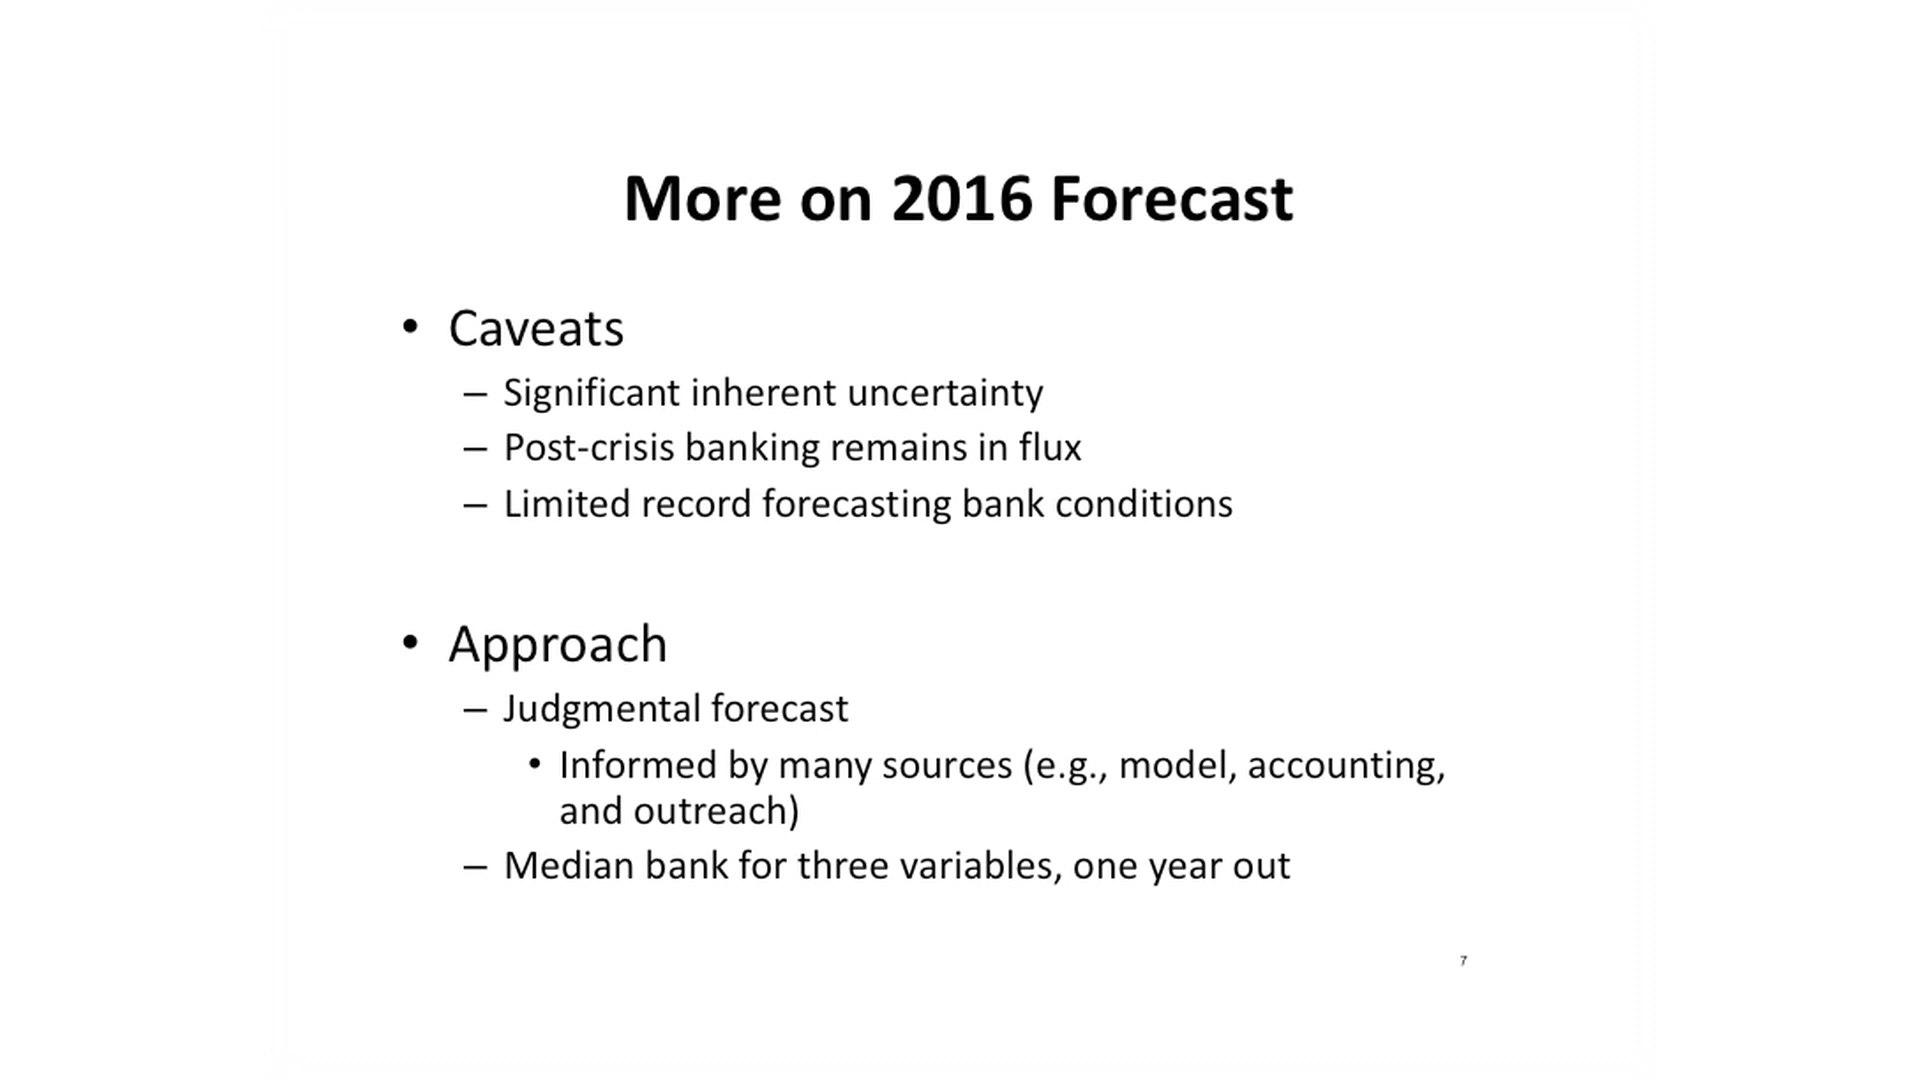 More on 2016 Forecast
• Caveats
– Significant inherent uncertainty
– Post-crisis banking remains in flux
– Limited record forecasting bank conditions
• Approach
– Judgmental forecast
• Informed by many sources (e.g., model, accounting,
and outreach)
– Median bank for three variables, one year out
7